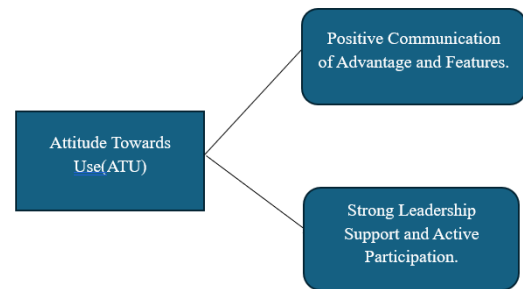 Positive Communication
of Advantage and Features.
Attitude Towards
Use(ATU)
Strong Leadership
Support and Active
Participation.